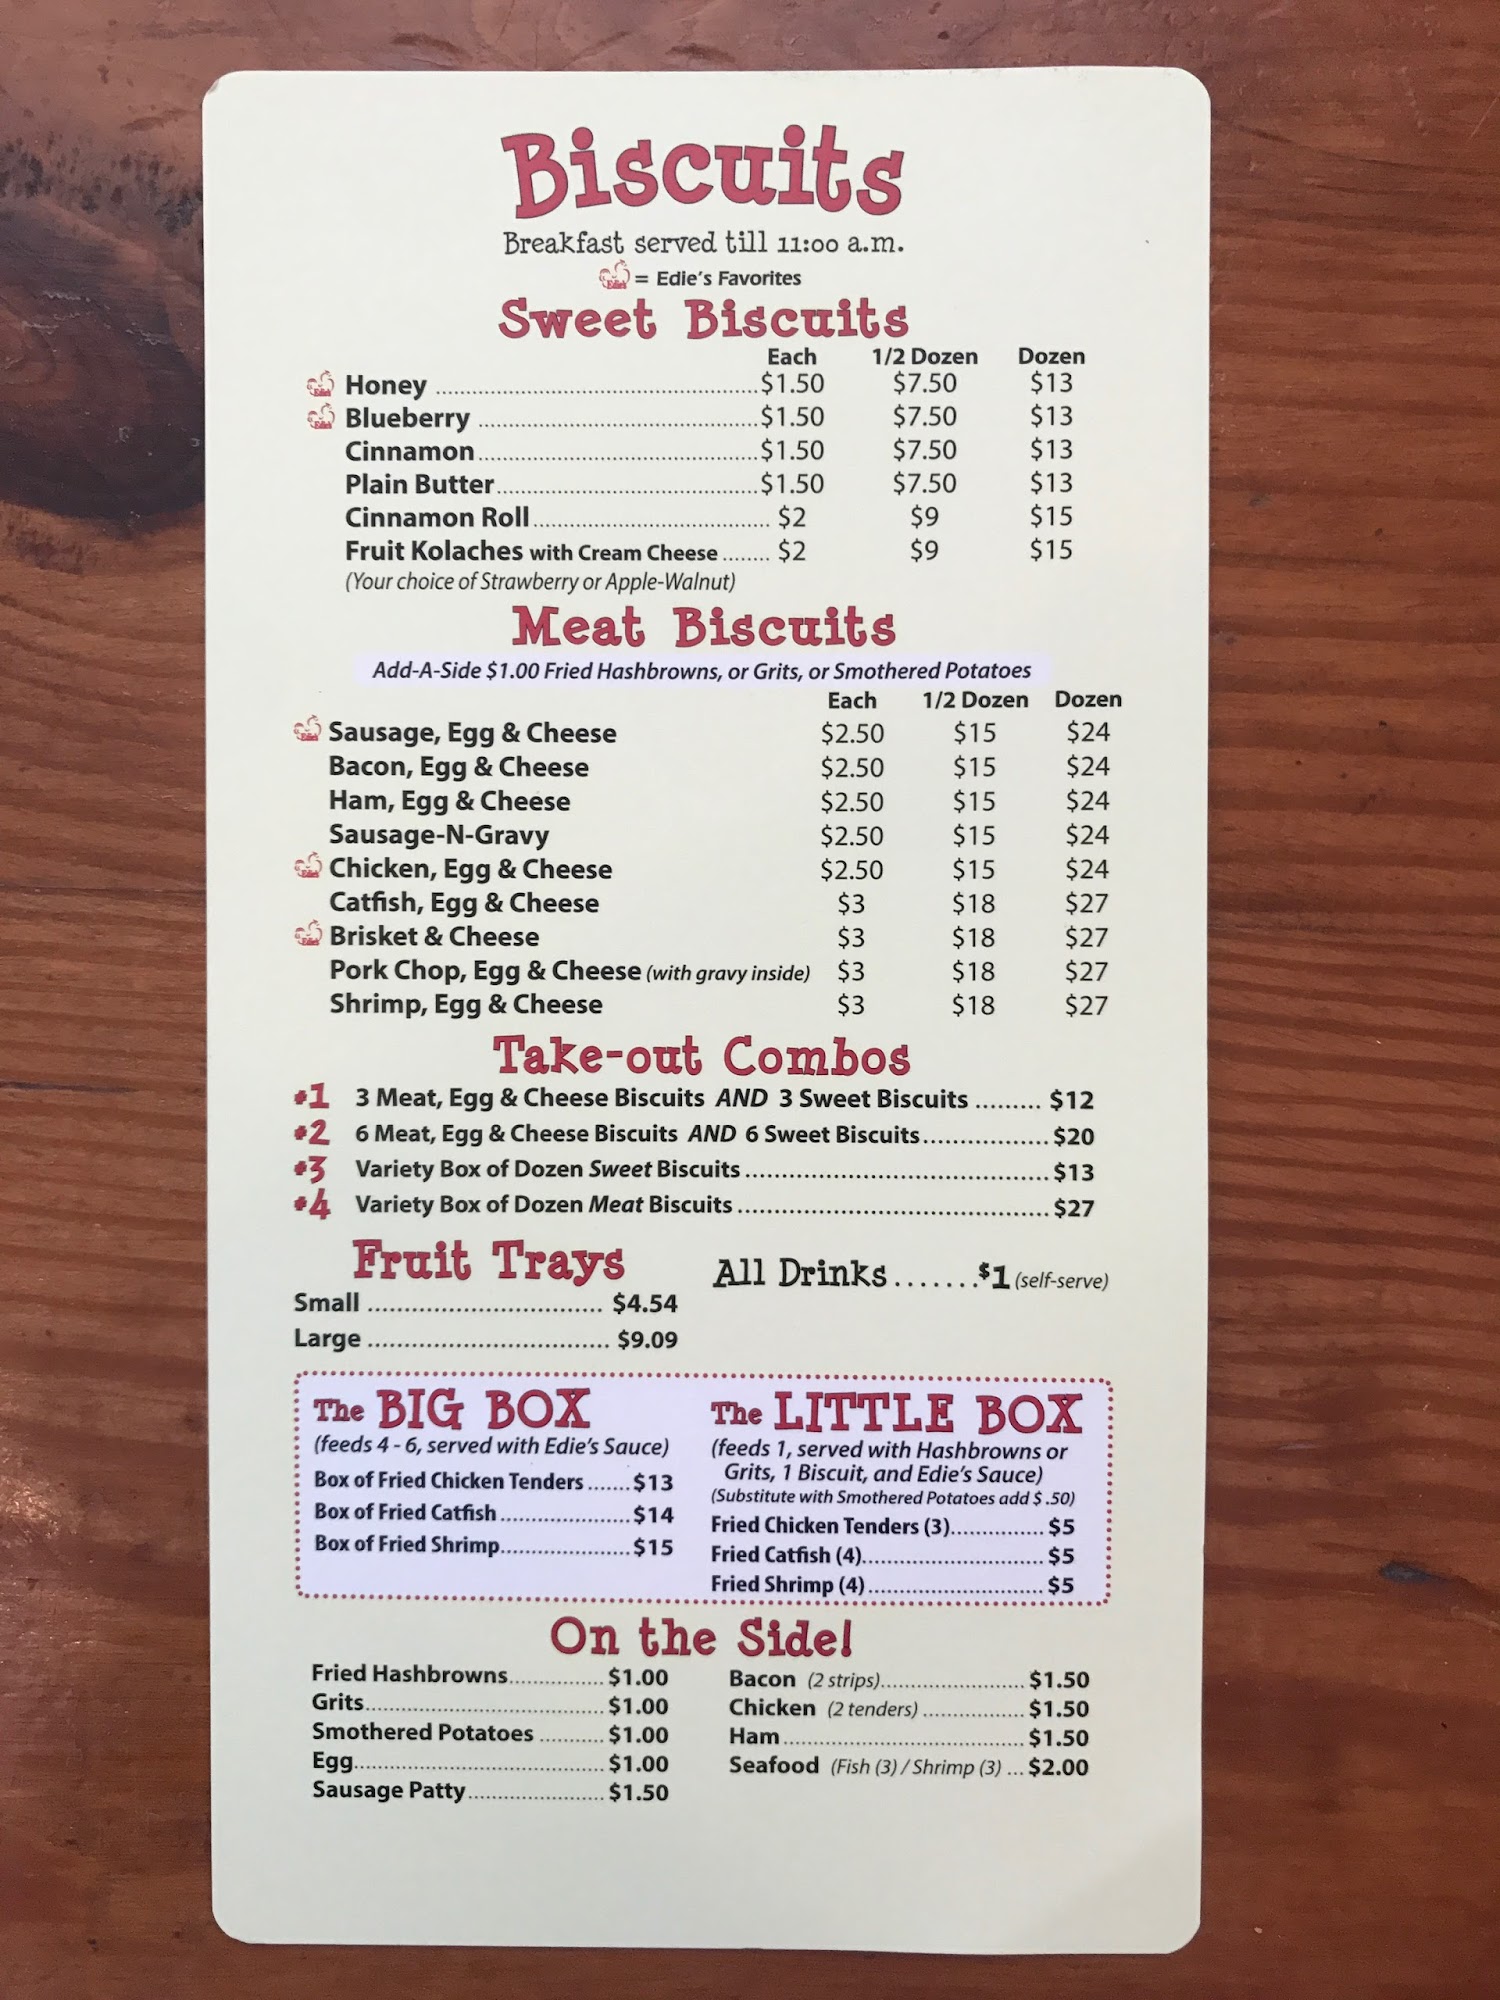 Biscuits
Breakfast served till 11:00 a.m.
Edie's = Edie's Favorites
Sweet Biscuits
Each 1/2 Dozen Dozen
Edie's Honey ........ $1.50 $7.50 $13
Edie's Blueberry ........ $1.50 $7.50 $13
Cinnamon ........ $1.50 $7.50 $13
Plain Butter ........ $1.50 $7.50 $13
Cinnamon Roll ........ $2 $9 $15
Fruit Kolaches with Cream Cheese ........ $2 $9 $15
(Your choice of Strawberry or Apple-Walnut)
Meat Biscuits
Add-A-Side $1.00 Fried Hashbrowns, or Grits, or Smothered Potatoes
Each 1/2 Dozen Dozen
Edie's Sausage, Egg & Cheese $2.50 $15 $24
Bacon, Egg & Cheese $2.50 $15 $24
Ham, Egg & Cheese $2.50 $15 $24
Sausage-N-Gravy $2.50 $15 $24
Edie's Chicken, Egg & Cheese $2.50 $15 $24
Catfish, Egg & Cheese $3 $18 $27
Edie's Brisket & Cheese $3 $18 $27
Pork Chop, Egg & Cheese (with gravy inside) $3 $18 $27
Shrimp, Egg & Cheese $3 $18 $27
Take-out Combos
#1 3 Meat, Egg & Cheese Biscuits AND 3 Sweet Biscuits ......... $12
#2 6 Meat, Egg & Cheese Biscuits AND 6 Sweet Biscuits ......... $20
#3 Variety Box of Dozen Sweet Biscuits ......... $13
#4 Variety Box of Dozen Meat Biscuits ......... $27
Fruit Trays
Small ........ $4.54
Large ........ $9.09
All Drinks.......$1 (self-serve)
The BIG BOX
(feeds 4 - 6, served with Edie's Sauce)
Box of Fried Chicken Tenders .......$13
Box of Fried Catfish .......$14
Box of Fried Shrimp.......$15
The LITTLE BOX
(feeds 1, served with Hashbrowns or
Grits, 1 Biscuit, and Edie's Sauce)
(Substitute with Smothered Potatoes add $ .50)
Fried Chicken Tenders (3)....... $5
Fried Catfish (4)....... $5
Fried Shrimp (4)....... $5
On the Side!
Fried Hashbrowns....... $1.00
Grits....... $1.00
Smothered Potatoes ....... $1.00
Egg....... $1.00
Sausage Patty....... $1.50
Bacon (2 strips)....... $1.50
Chicken (2 tenders) ....... $1.50
Ham....... $1.50
Seafood (Fish (3) / Shrimp (3) ... $2.00